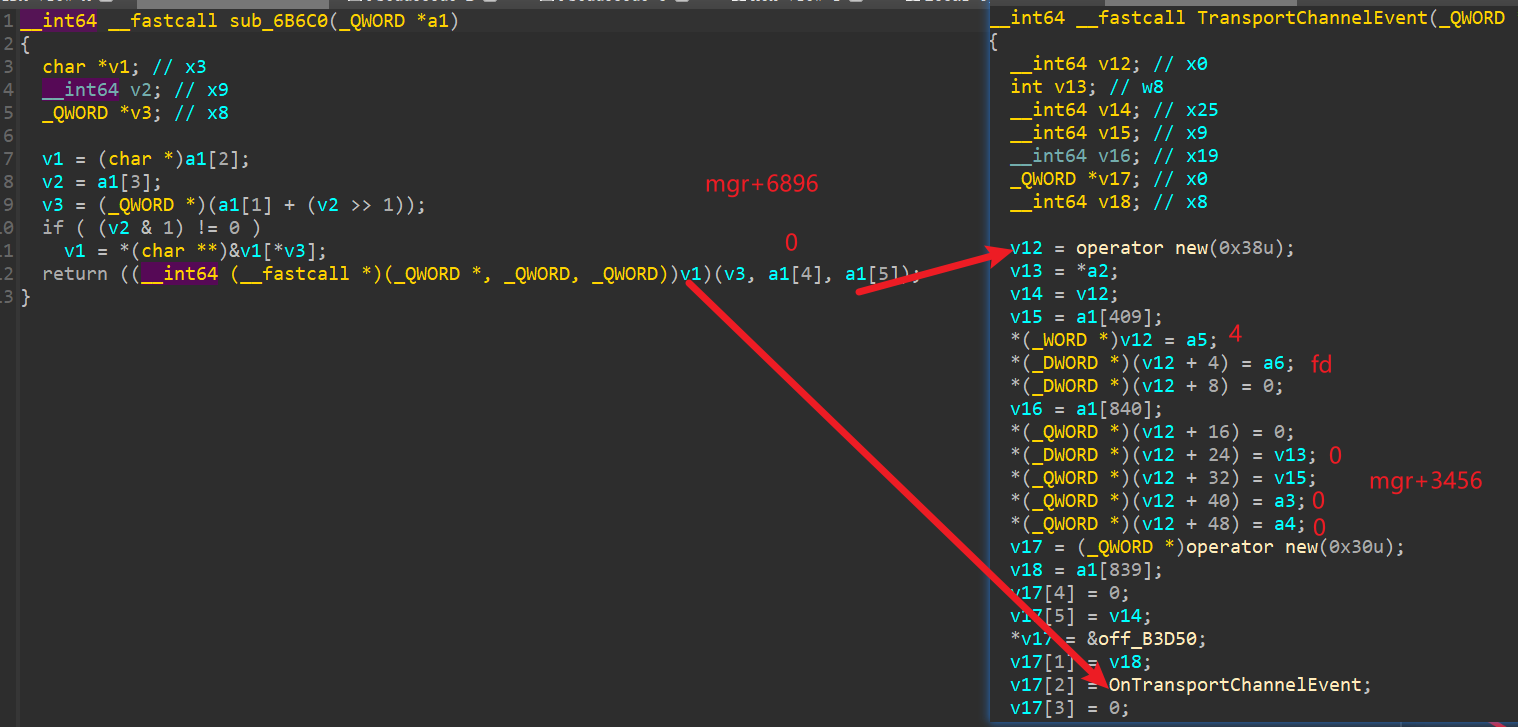 1 __int64 __fastcall sub_6B6C0(_QWORD *a1)
2 {
3 char *v1; // x3
4 __int64 v2; // x9
5 _QWORD *v3; // x8
6
7 v1 = (char *)a1[2];
8 v2 = a1[3];
9 v3 = (_QWORD *)(a1[1] + (v2 >> 1));
0 if ( (v2 & 1) != 0 )
1 v1 = *(char **)&v1[*v3];
2 return ((__int64 (__fastcall *)(_QWORD *, _QWORD, _QWORD))v1)(v3, a1[4], a1[5]);
3 }
mgr+6896
0
__int64 __fastcall TransportChannelEvent(_QWORD
{
__int64 v12; // x0
int v13; // w8
__int64 v14; // x25
__int64 v15; // x9
__int64 v16; // x19
_QWORD *v17; // x0
__int64 v18; // x8
v12 = operator new(0x38u);
v13 = *a2;
v14 = v12;
v15 = a1[409];
*(_WORD *)v12 = a5; 4
*(_DWORD *)(v12 + 4) = a6; fd
*(_DWORD *)(v12 + 8) = 0;
v16 = a1[840];
*(_QWORD *)(v12 + 16) = 0;
*(_DWORD *)(v12 + 24) = v13; 0
*(_QWORD *)(v12 + 32) = v15; mgr+3456
*(_QWORD *)(v12 + 40) = a3; 0
*(_QWORD *)(v12 + 48) = a4; 0
v17 = (_QWORD *)operator new(0x30u);
v18 = a1[839];
v17[4] = 0;
v17[5] = v14;
*v17 = &off_B3D50;
v17[1] = v18;
v17[2] = OnTransportChannelEvent;
v17[3] = 0;